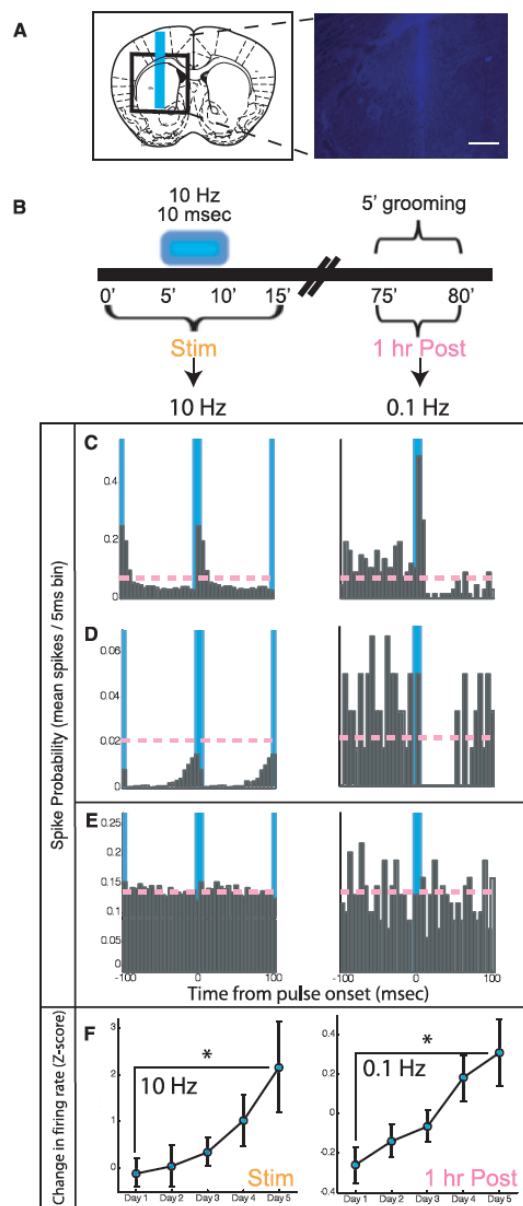 A
B
10 Hz
10 msec
5' grooming
0' 5' 10' 15' 75' 80'
Stim 1 hr Post
10 Hz 0.1 Hz
Spike Probability (mean spikes / 5ms bin)
C
0.4
0.2
0
D
0.06
0.04
0.02
0
E
0.25
0.2
0.15
0.1
0.05
0
-100 0 100 -100 0 100
Time from pulse onset (msec)
Change in firing rate (Z-score)
F
3
2
1
0
*
10 Hz
Stim
Day 1 Day 2 Day 3 Day 4 Day 5
0.4
0.2
0
-0.2
-0.4
*
0.1 Hz
1 hr Post
Day 1 Day 2 Day 3 Day 4 Day 5